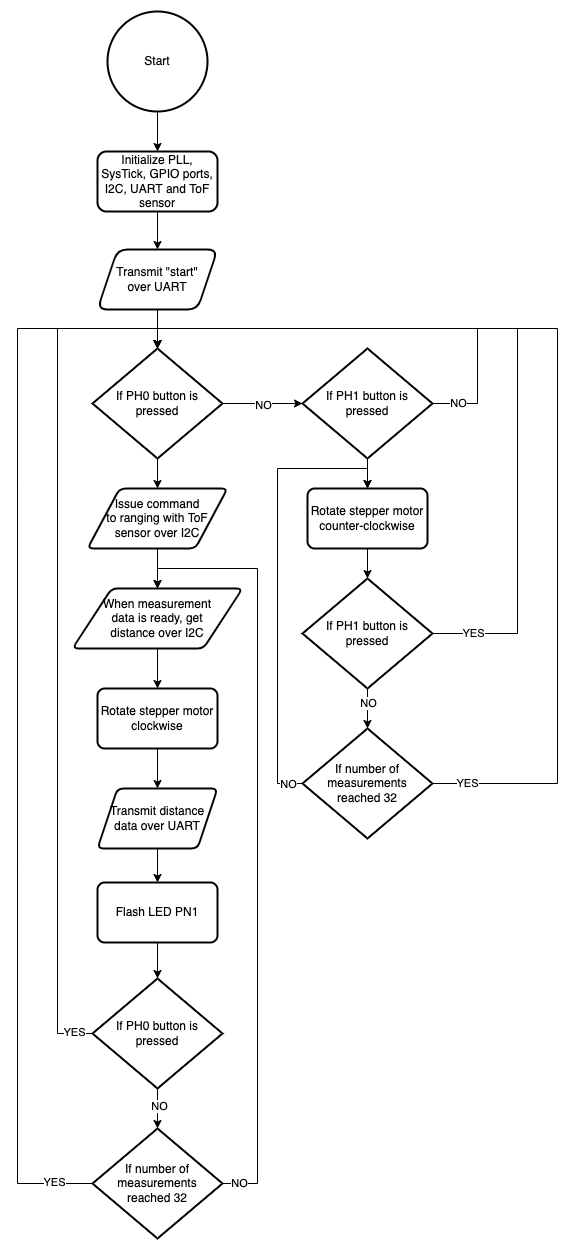 Start
Initialize PLL,
SysTick, GPIO ports,
I2C, UART and ToF
sensor
Transmit "start"
over UART
If PH0 button is
pressed
NO
If PH1 button is
pressed
NO
Issue command
to ranging with ToF
sensor over I2C
When measurement
data is ready, get
distance over I2C
Rotate stepper motor
clockwise
Transmit distance
data over UART
Flash LED PN1
If PH0 button is
pressed
YES
NO
If number of
measurements
reached 32
YES
NO
Rotate stepper motor
counter-clockwise
If PH1 button is
pressed
YES
NO
If number of
measurements
reached 32
NO
YES